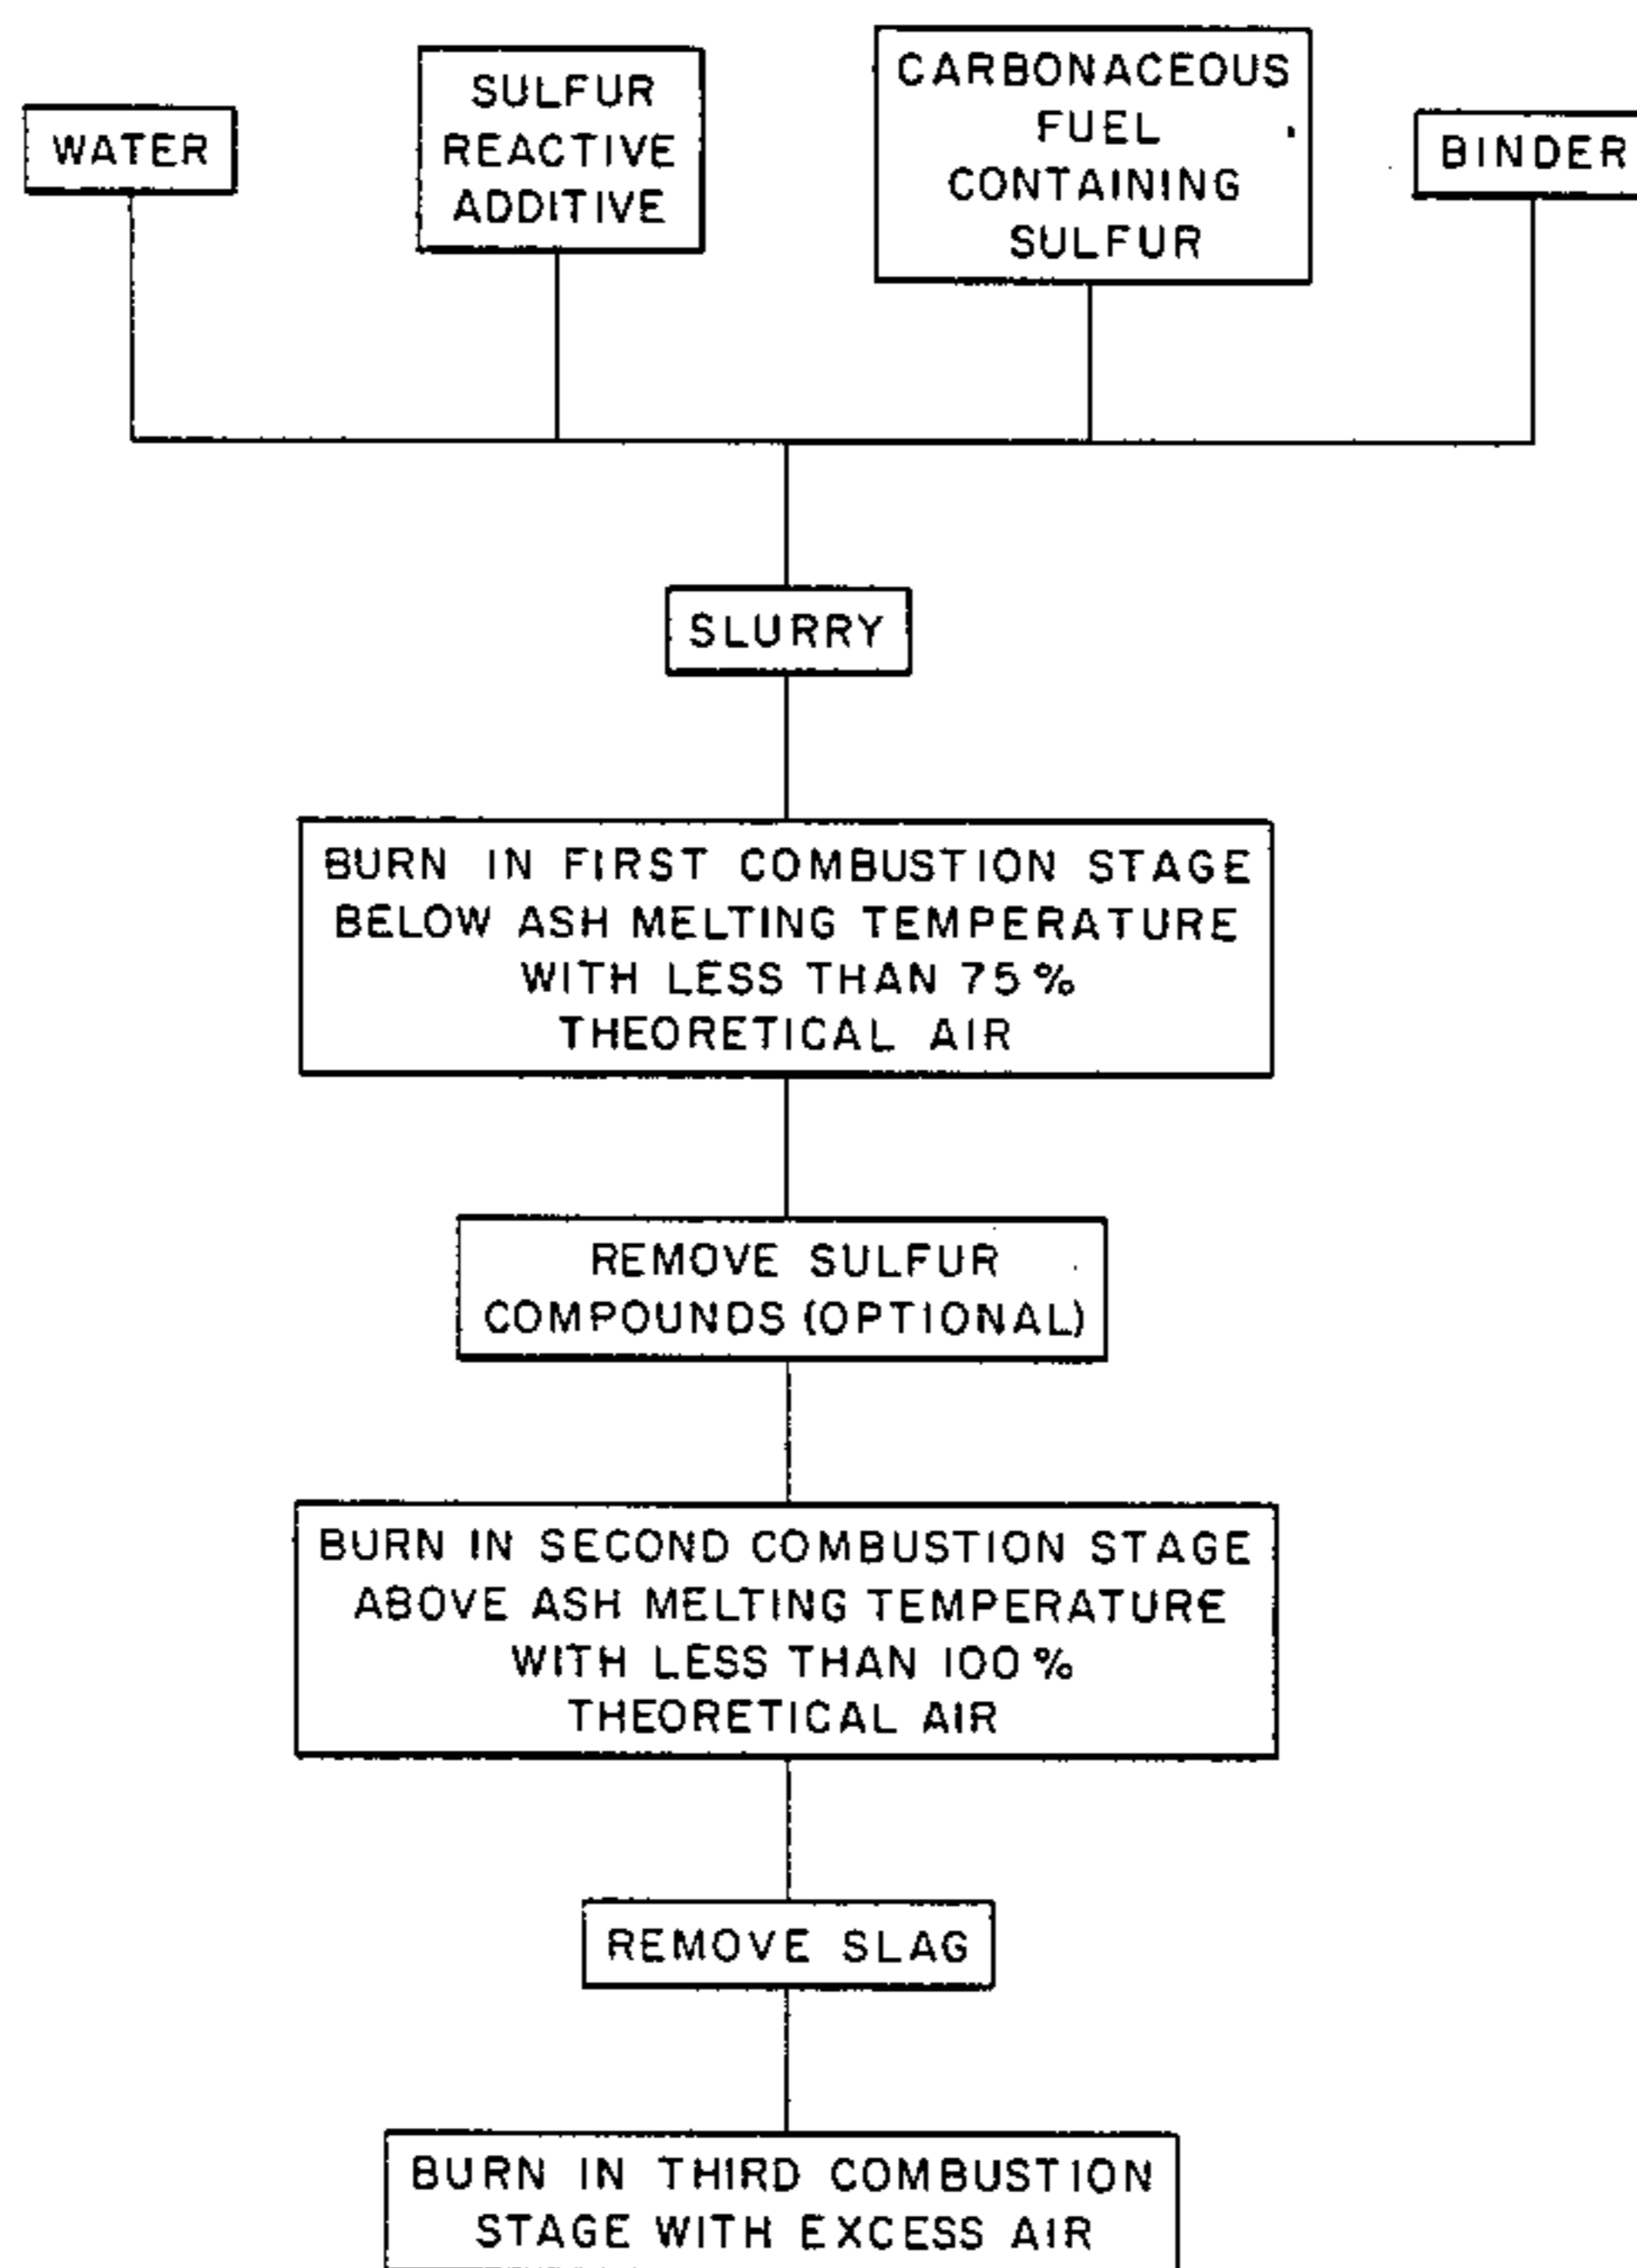 WATER
SULFUR
REACTIVE
ADDITIVE
CARBONACEOUS
FUEL
CONTAINING
SULFUR
BINDER
SLURRY
BURN IN FIRST COMBUSTION STAGE
BELOW ASH MELTING TEMPERATURE
WITH LESS THAN 75%
THEORETICAL AIR
REMOVE SULFUR
COMPOUNDS (OPTIONAL)
BURN IN SECOND COMBUSTION STAGE
ABOVE ASH MELTING TEMPERATURE
WITH LESS THAN 100%
THEORETICAL AIR
REMOVE SLAG
BURN IN THIRD COMBUSTION
STAGE WITH EXCESS AIR